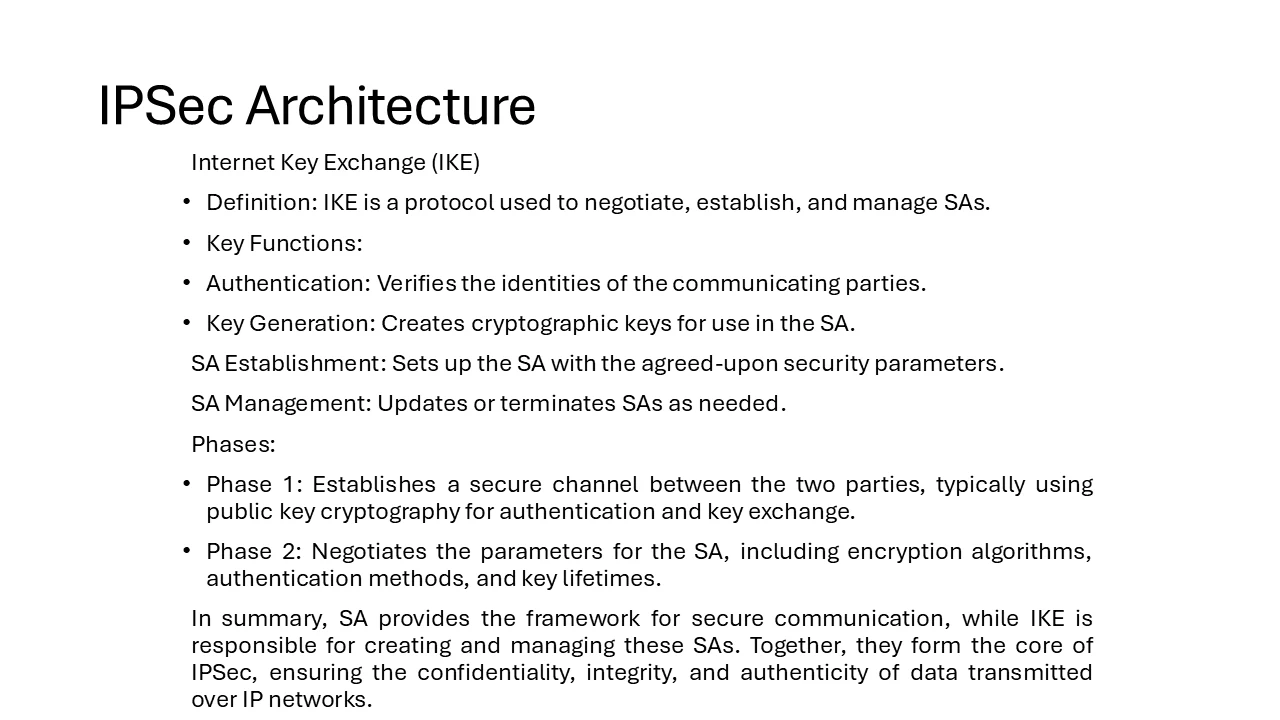 IPSec Architecture
Internet Key Exchange (IKE)
• Definition: IKE is a protocol used to negotiate, establish, and manage SAs.
• Key Functions:
• Authentication: Verifies the identities of the communicating parties.
• Key Generation: Creates cryptographic keys for use in the SA.
SA Establishment: Sets up the SA with the agreed-upon security parameters.
SA Management: Updates or terminates SAs as needed.
Phases:
• Phase 1: Establishes a secure channel between the two parties, typically using
public key cryptography for authentication and key exchange.
• Phase 2: Negotiates the parameters for the SA, including encryption algorithms,
authentication methods, and key lifetimes.
In summary, SA provides the framework for secure communication, while IKE is
responsible for creating and managing these SAs. Together, they form the core of
IPSec, ensuring the confidentiality, integrity, and authenticity of data transmitted
over IP networks.